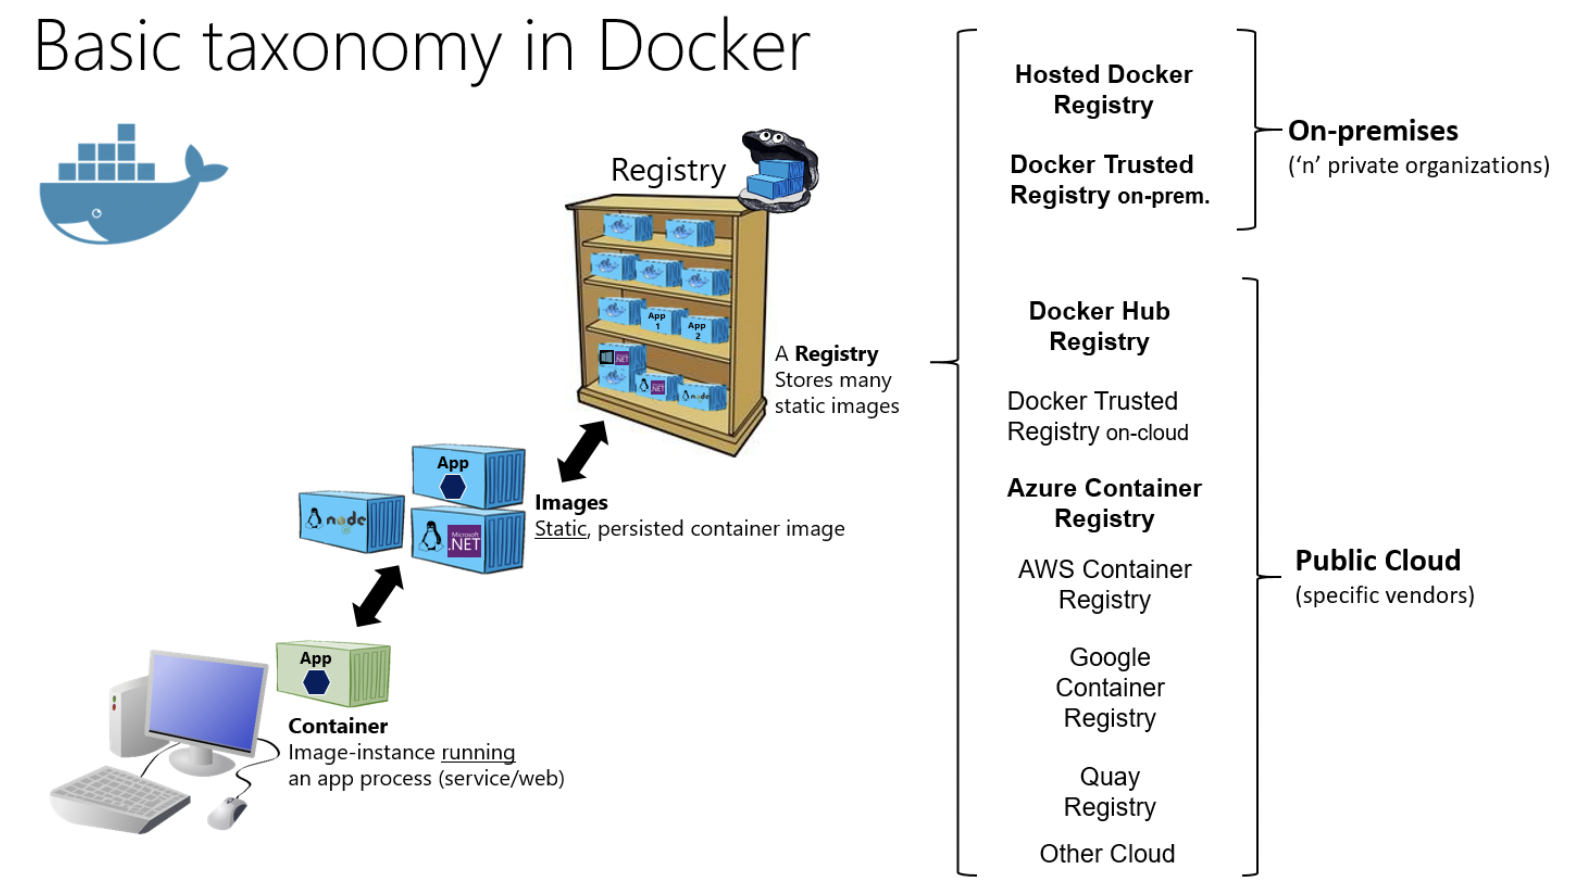 Basic taxonomy in Docker
Registry
App
1
App
2
.NET
.NET
node
A Registry
Stores many
static images
App
node
Microsoft
.NET
Images
Static, persisted container image
App
Container
Image-instance running
an app process (service/web)
Hosted Docker
Registry
Docker Trusted
Registry on-prem.
On-premises
(‘n’ private organizations)
Docker Hub
Registry
Docker Trusted
Registry on-cloud
Azure Container
Registry
AWS Container
Registry
Google
Container
Registry
Quay
Registry
Other Cloud
Public Cloud
(specific vendors)